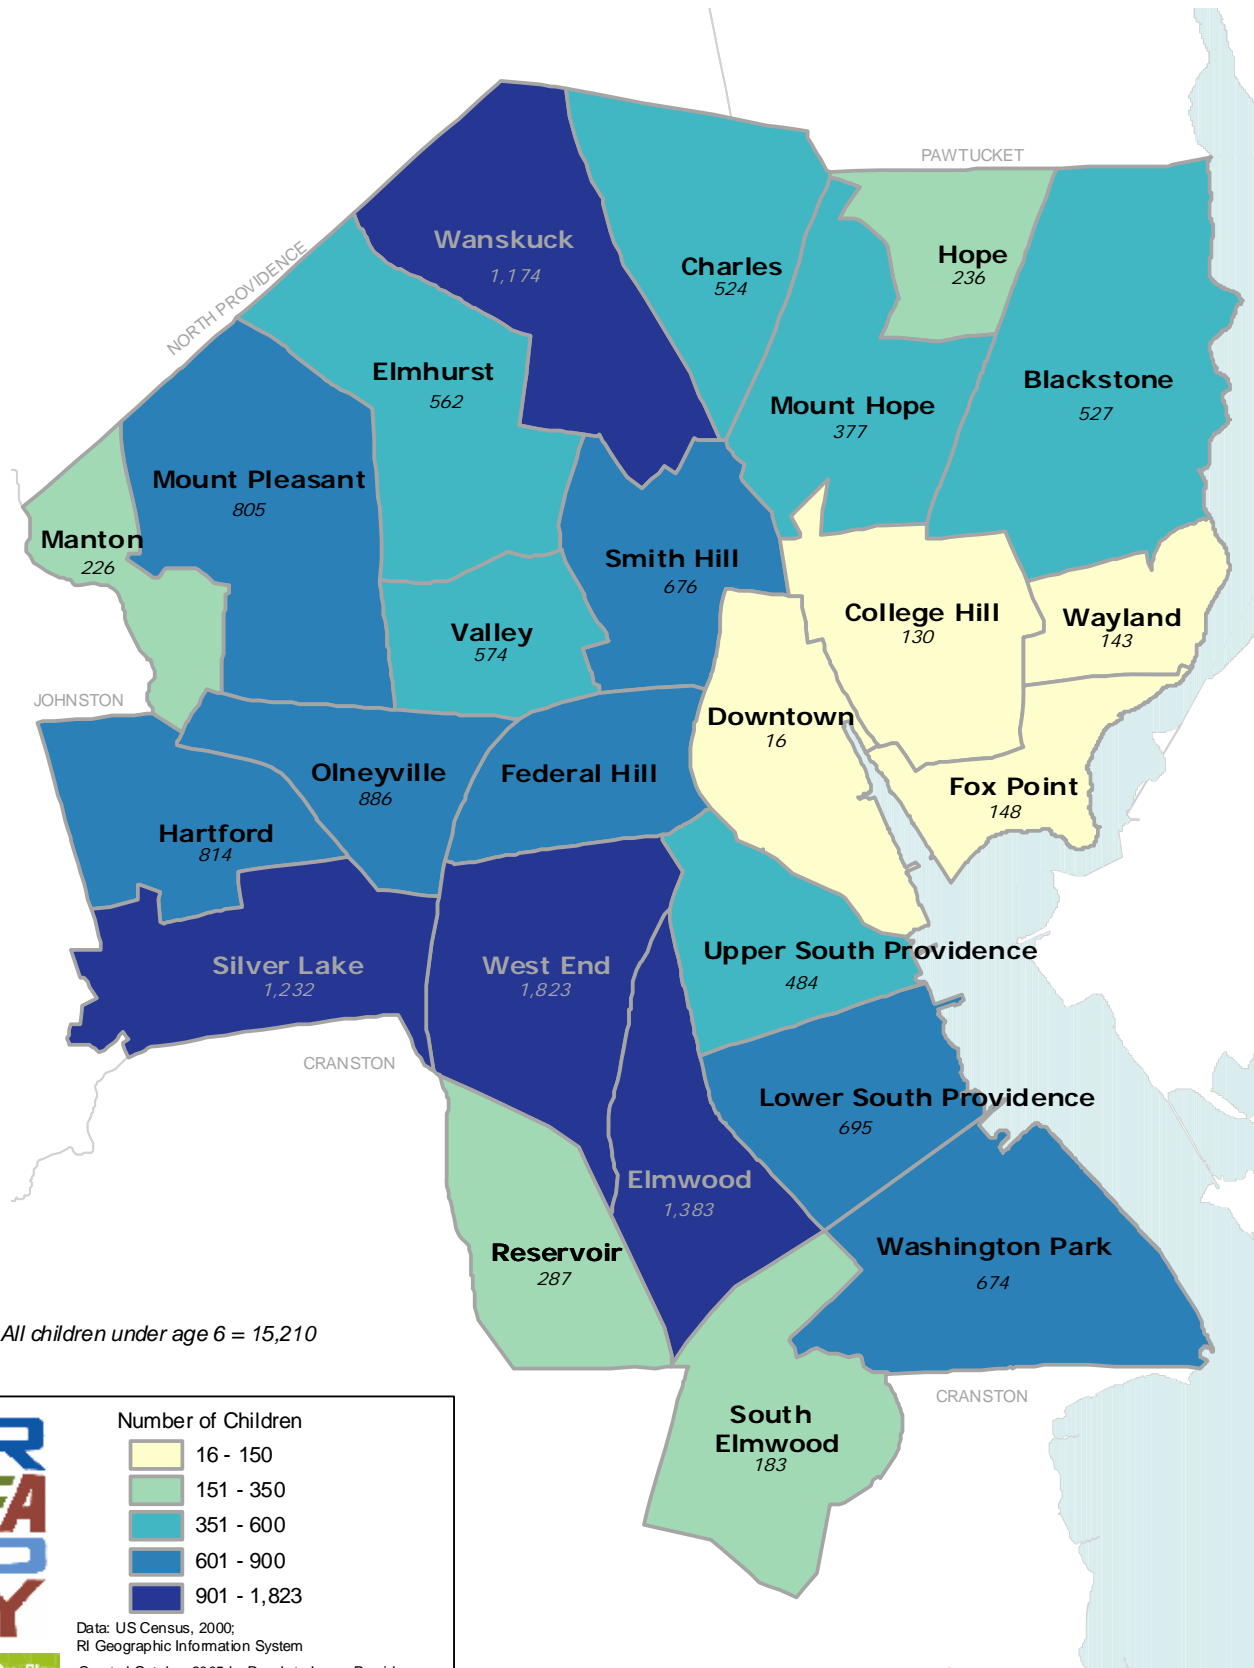 PAWTUCKET
NORTH PROVIDENCE
Wanskuck
1,174
Charles
524
Hope
236
Elmhurst
562
Blackstone
527
Mount Hope
377
Mount Pleasant
805
Manton
226
Smith Hill
676
College Hill
130
Wayland
143
Valley
574
JOHNSTON
Downtown
16
Olneyville
886
Federal Hill
Fox Point
148
Hartford
814
Upper South Providence
484
Silver Lake
1,232
West End
1,823
CRANSTON
Lower South Providence
695
Elmwood
1,383
Reservoir
287
Washington Park
674
All children under age 6 = 15,210
CRANSTON
South
Elmwood
183
Number of Children
16 - 150
151 - 350
351 - 600
601 - 900
901 - 1,823
Data: US Census, 2000;
RI Geographic Information System
R
A
Y